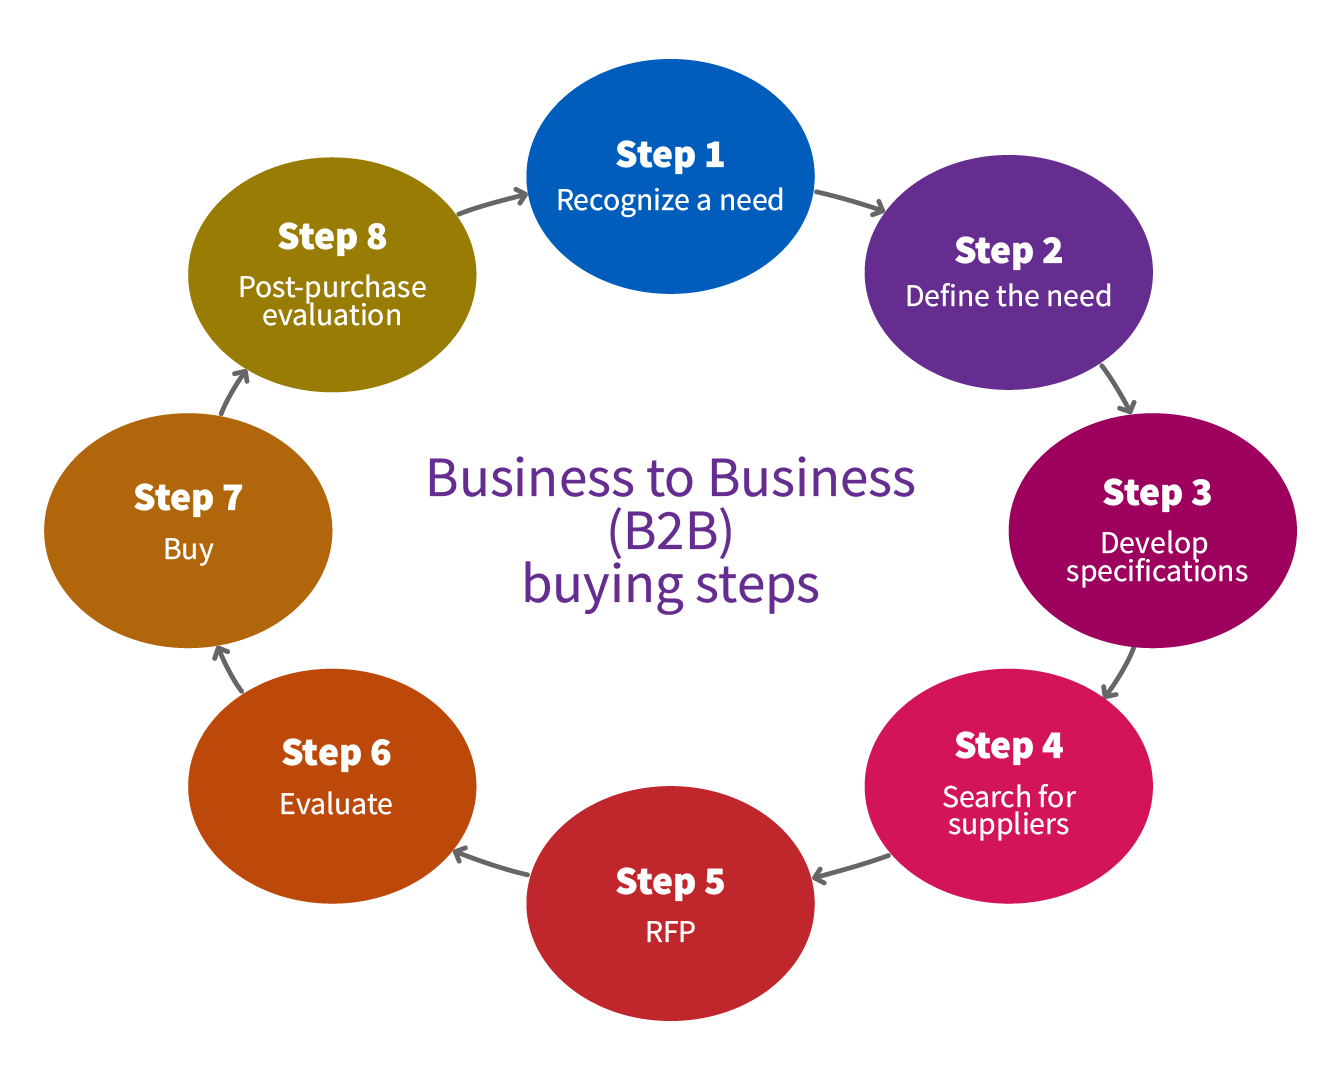 Step 1
Recognize a need
Step 2
Define the need
Step 3
Develop
specifications
Step 4
Search for
suppliers
Step 5
RFP
Step 6
Evaluate
Step 7
Buy
Step 8
Post-purchase
evaluation
Business to Business
(B2B)
buying steps